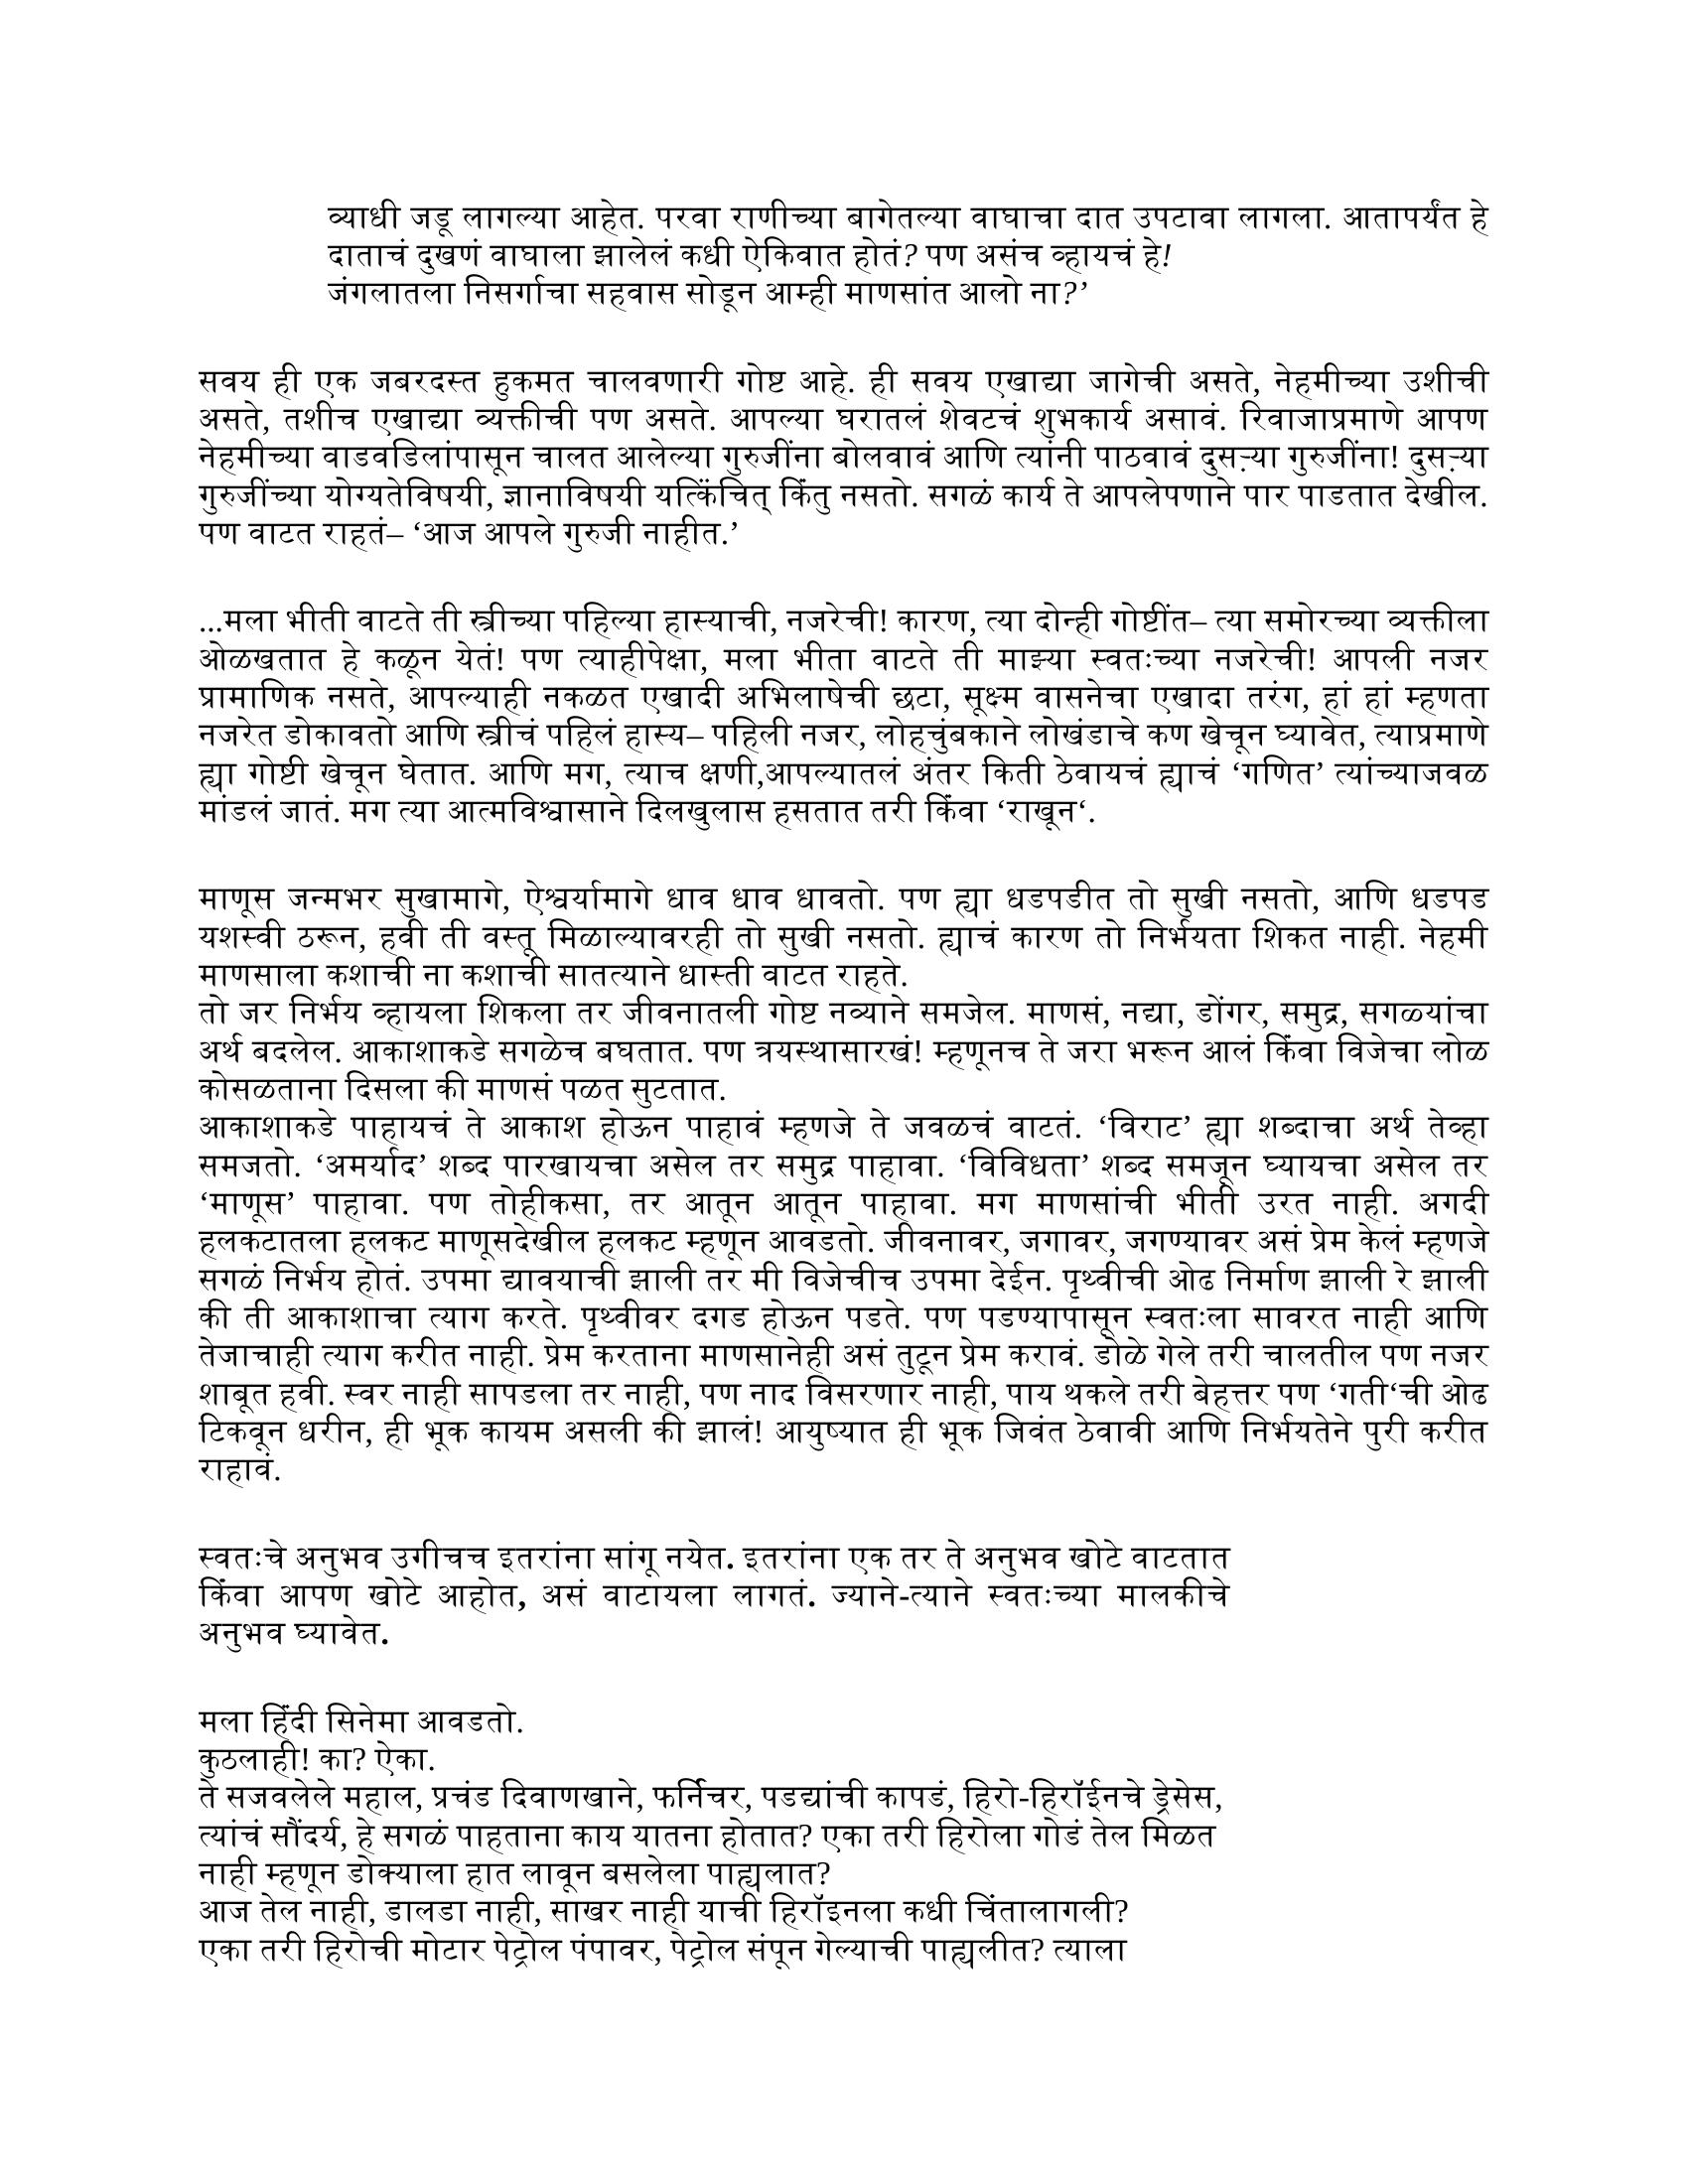 व्याधी जडू लागल्या आहेत. परवा राणीच्या बागेतल्या वाघाचा दात उपटावा लागला. आतापर्यंत हे
दाताचं दुखणं वाघाला झालेलं कधी ऐकिवात होतं? पण असंच व्हायचं हे!
जंगलातला निसर्गाचा सहवास सोडून आम्ही माणसांत आलो ना?’
सवय ही एक जबरदस्त हुकमत चालवणारी गोष्ट आहे. ही सवय एखाद्या जागेची असते, नेहमीच्या उशीची
असते, तशीच एखाद्या व्यक्तीची पण असते. आपल्या घरातलं शेवटचं शुभकार्य असावं. रिवाजाप्रमाणे आपण
नेहमीच्या वाडवडिलांपासून चालत आलेल्या गुरुजींना बोलवावं आणि त्यांनी पाठवावं दुसऱ्या गुरुजींना! दुसऱ्या
गुरुजींच्या योग्यतेविषयी, ज्ञानाविषयी यत्किंचित् किंतु नसतो. सगळं कार्य ते आपलेपणाने पार पाडतात देखील.
पण वाटत राहतं– ‘आज आपले गुरुजी नाहीत.’
...मला भीती वाटते ती स्त्रीच्या पहिल्या हास्याची, नजरेची! कारण, त्या दोन्ही गोष्टींत– त्या समोरच्या व्यक्तीला
ओळखतात हे कळून येतं! पण त्याहीपेक्षा, मला भीता वाटते ती माझ्या स्वतःच्या नजरेची! आपली नजर
प्रामाणिक नसते, आपल्याही नकळत एखादी अभिलाषेची छटा, सूक्ष्म वासनेचा एखादा तरंग, हां हां म्हणता
नजरेत डोकावतो आणि स्त्रीचं पहिलं हास्य– पहिली नजर, लोहचुंबकाने लोखंडाचे कण खेचून घ्यावेत, त्याप्रमाणे
ह्या गोष्टी खेचून घेतात. आणि मग, त्याच क्षणी,आपल्यातलं अंतर किती ठेवायचं ह्याचं ‘गणित’ त्यांच्याजवळ
मांडलं जातं. मग त्या आत्मविश्वासाने दिलखुलास हसतात तरी किंवा ‘राखून‘.
माणूस जन्मभर सुखामागे, ऐश्वर्यामागे धाव धाव धावतो. पण ह्या धडपडीत तो सुखी नसतो, आणि धडपड
यशस्वी ठरून, हवी ती वस्तू मिळाल्यावरही तो सुखी नसतो. ह्याचं कारण तो निर्भयता शिकत नाही. नेहमी
माणसाला कशाची ना कशाची सातत्याने धास्ती वाटत राहते.
तो जर निर्भय व्हायला शिकला तर जीवनातली गोष्ट नव्याने समजेल. माणसं, नद्या, डोंगर, समुद्र, सगळ्यांचा
अर्थ बदलेल. आकाशाकडे सगळेच बघतात. पण त्रयस्थासारखं! म्हणूनच ते जरा भरून आलं किंवा विजेचा लोळ
कोसळताना दिसला की माणसं पळत सुटतात.
आकाशाकडे पाहायचं ते आकाश होऊन पाहावं म्हणजे ते जवळचं वाटतं. ‘विराट’ ह्या शब्दाचा अर्थ तेव्हा
समजतो. ‘अमर्याद’ शब्द पारखायचा असेल तर समुद्र पाहावा. ‘विविधता’ शब्द समजून घ्यायचा असेल तर
‘माणूस’ पाहावा. पण तोहीकसा, तर आतून आतून पाहावा. मग माणसांची भीती उरत नाही. अगदी
हलकटातला हलकट माणूसदेखील हलकट म्हणून आवडतो. जीवनावर, जगावर, जगण्यावर असं प्रेम केलं म्हणजे
सगळं निर्भय होतं. उपमा द्यावयाची झाली तर मी विजेचीच उपमा देईन. पृथ्वीची ओढ निर्माण झाली रे झाली
की ती आकाशाचा त्याग करते. पृथ्वीवर दगड होऊन पडते. पण पडण्यापासून स्वतःला सावरत नाही आणि
तेजाचाही त्याग करीत नाही. प्रेम करताना माणसानेही असं तुटून प्रेम करावं. डोळे गेले तरी चालतील पण नजर
शाबूत हवी. स्वर नाही सापडला तर नाही, पण नाद विसरणार नाही, पाय थकले तरी बेहत्तर पण ‘गती‘ची ओढ
टिकवून धरीन, ही भूक कायम असली की झालं! आयुष्यात ही भूक जिवंत ठेवावी आणि निर्भयतेने पुरी करीत
राहावं.
स्वतःचे अनुभव उगीचच इतरांना सांगू नयेत. इतरांना एक तर ते अनुभव खोटे वाटतात
किंवा आपण खोटे आहोत, असं वाटायला लागतं. ज्याने-त्याने स्वतःच्या मालकीचे
अनुभव घ्यावेत.
मला हिंदी सिनेमा आवडतो.
कुठलाही! का? ऐका.
ते सजवलेले महाल, प्रचंड दिवाणखाने, फर्निचर, पडद्यांची कापडं, हिरो-हिरॉईनचे ड्रेसेस,
त्यांचं सौंदर्य, हे सगळं पाहताना काय यातना होतात? एका तरी हिरोला गोडं तेल मिळत
नाही म्हणून डोक्याला हात लावून बसलेला पाह्यलात?
आज तेल नाही, डालडा नाही, साखर नाही याची हिरॉइनला कधी चिंतालागली?
एका तरी हिरोची मोटार पेट्रोल पंपावर, पेट्रोल संपून गेल्याची पाह्यलीत? त्याला